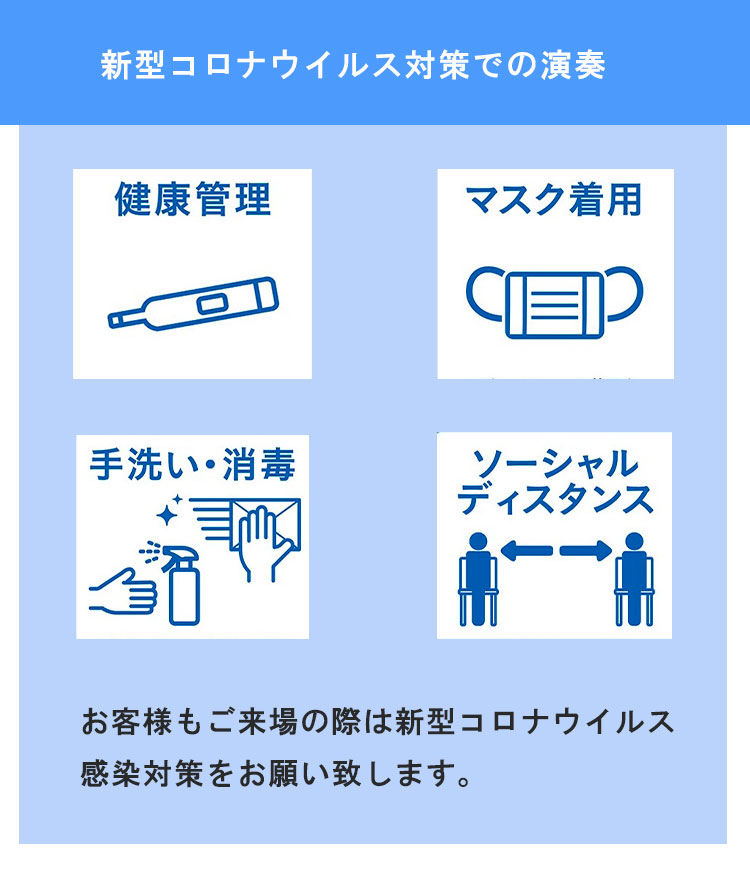 新型コロナウイルス対策での演奏
健康管理
マスク着用
手洗い・消毒
ソーシャル
ディスタンス
お客様もご来場の際は新型コロナウイルス
感染対策をお願い致します。